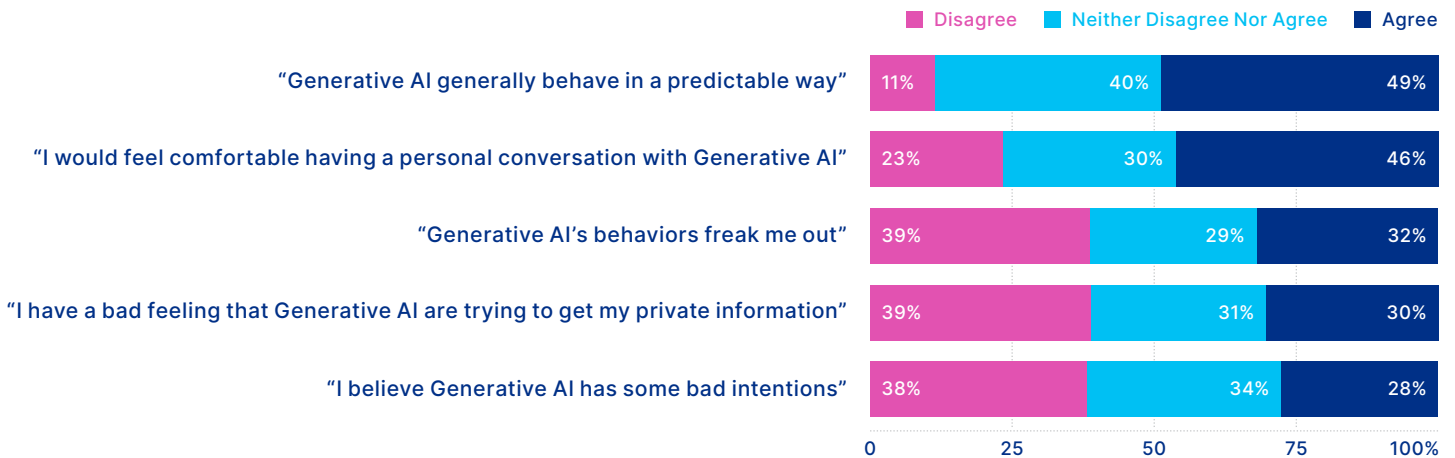 Disagree Neither Disagree Nor Agree Agree
“Generative AI generally behave in a predictable way” 11% 40% 49%
“I would feel comfortable having a personal conversation with Generative AI” 23% 30% 46%
“Generative AI’s behaviors freak me out” 39% 29% 32%
“I have a bad feeling that Generative AI are trying to get my private information” 39% 31% 30%
“I believe Generative AI has some bad intentions” 38% 34% 28%
0 25 50 75 100%